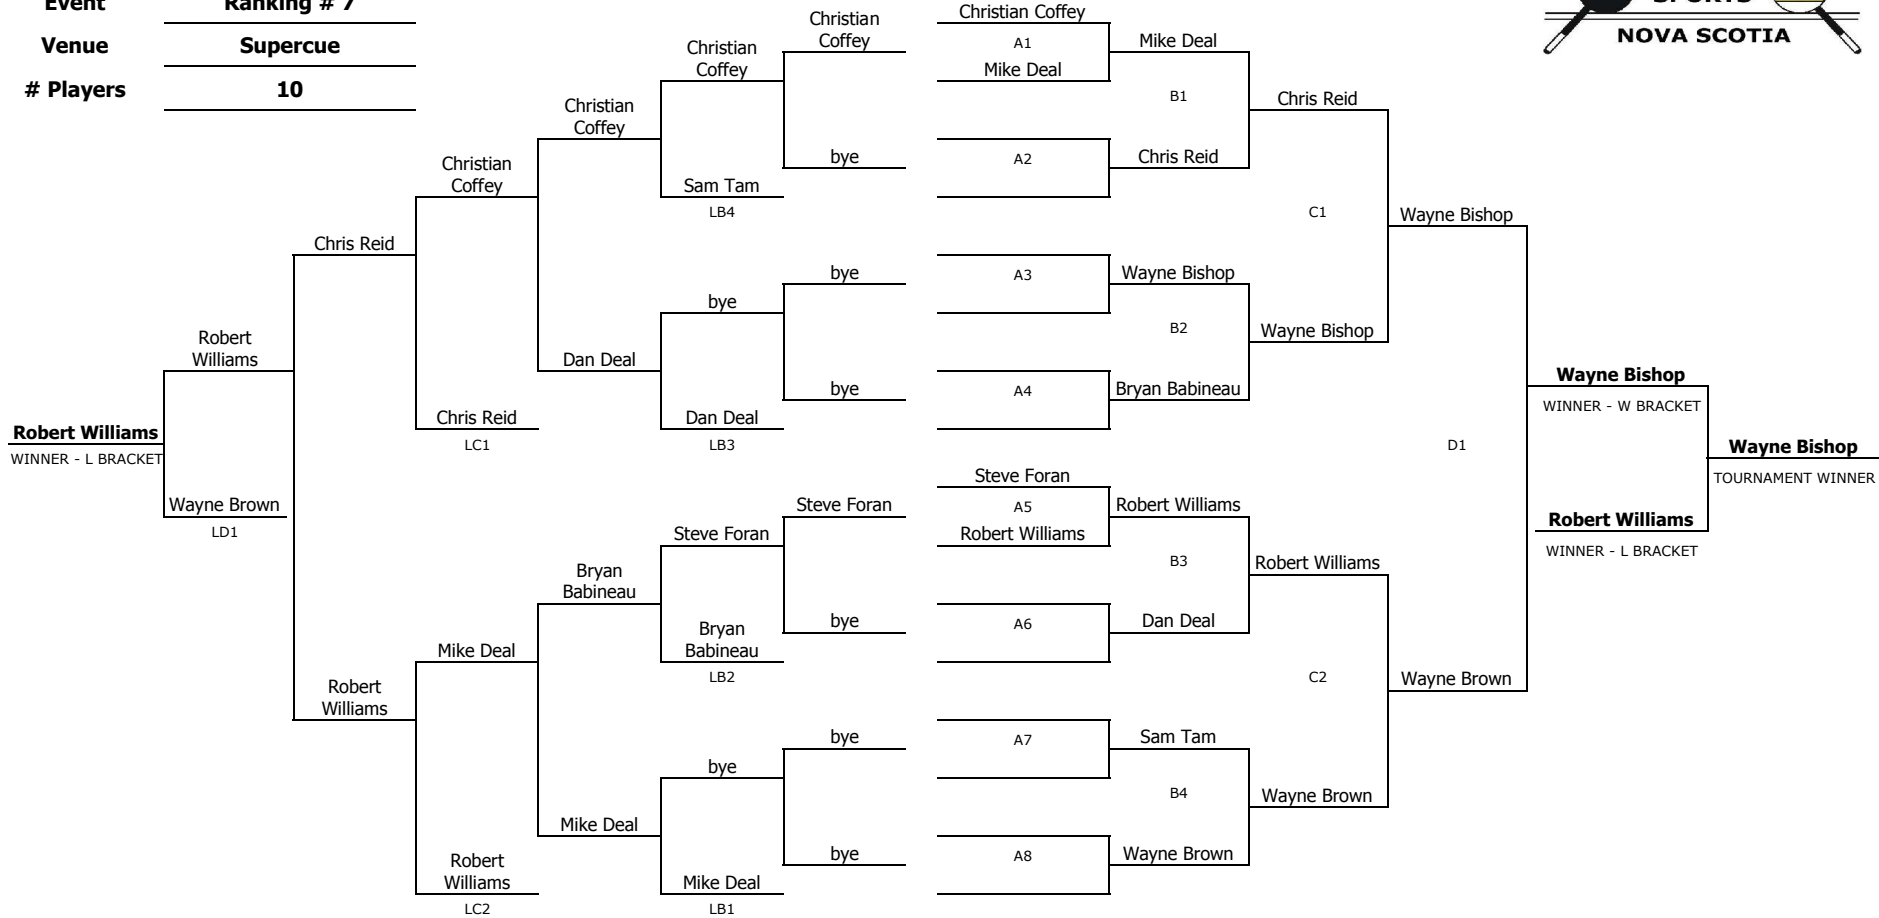 Event Ranking # 7
Venue Supercue
# Players 10
SPORTS
NOVA SCOTIA
Christian Coffey
A1
Mike Deal
Mike Deal
B1
Chris Reid
A2
Chris Reid
C1
Wayne Bishop
A3
Wayne Bishop
B2
Wayne Bishop
A4
Bryan Babineau
D1
Wayne Bishop
WINNER - W BRACKET
Wayne Bishop
TOURNAMENT WINNER
Robert Williams
WINNER - L BRACKET
Steve Foran
A5
Robert Williams
Robert Williams
B3
Robert Williams
A6
Dan Deal
C2
Wayne Brown
A7
Sam Tam
B4
Wayne Brown
A8
Wayne Brown
Christian
Coffey
bye
Christian
Coffey
Sam Tam
LB4
Christian
Coffey
bye
bye
bye
Dan Deal
Dan Deal
LB3
Christian
Coffey
Chris Reid
LC1
Chris Reid
Robert
Williams
Robert Williams
WINNER - L BRACKET
Wayne Brown
LD1
Steve Foran
Steve Foran
bye
Bryan
Babineau
Bryan
Babineau
LB2
Mike Deal
Robert
Williams
bye
bye
bye
Mike Deal
Mike Deal
LB1
Robert
Williams
LC2